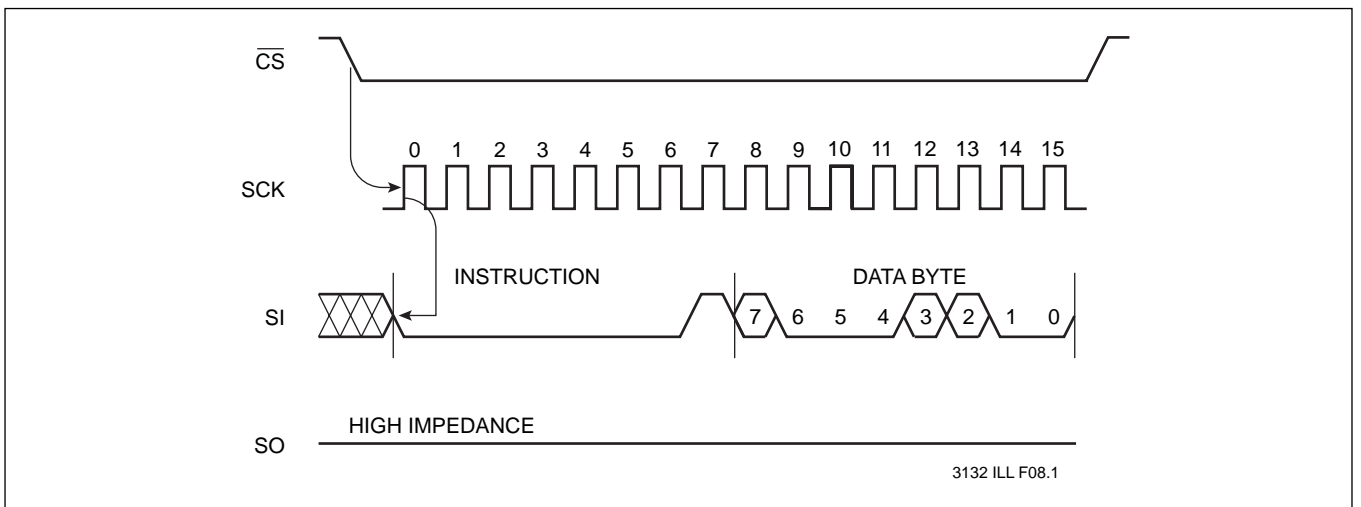 CS
0 1 2 3 4 5 6 7 8 9 10 11 12 13 14 15
SCK
INSTRUCTION DATA BYTE
SI 7 6 5 4 3 2 1 0
HIGH IMPEDANCE
SO
3132 ILL F08.1